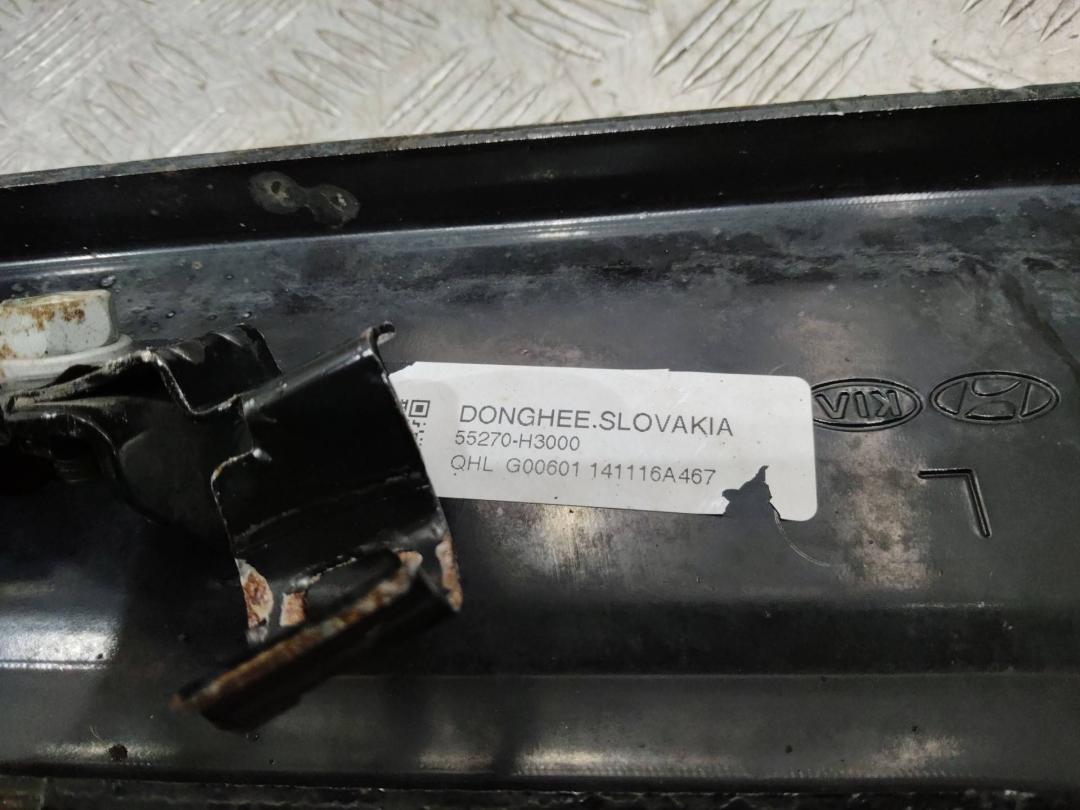 DONGHEE.SLOVAKIA
55270-H3000
QHL G00601 141116A467
KIA
L